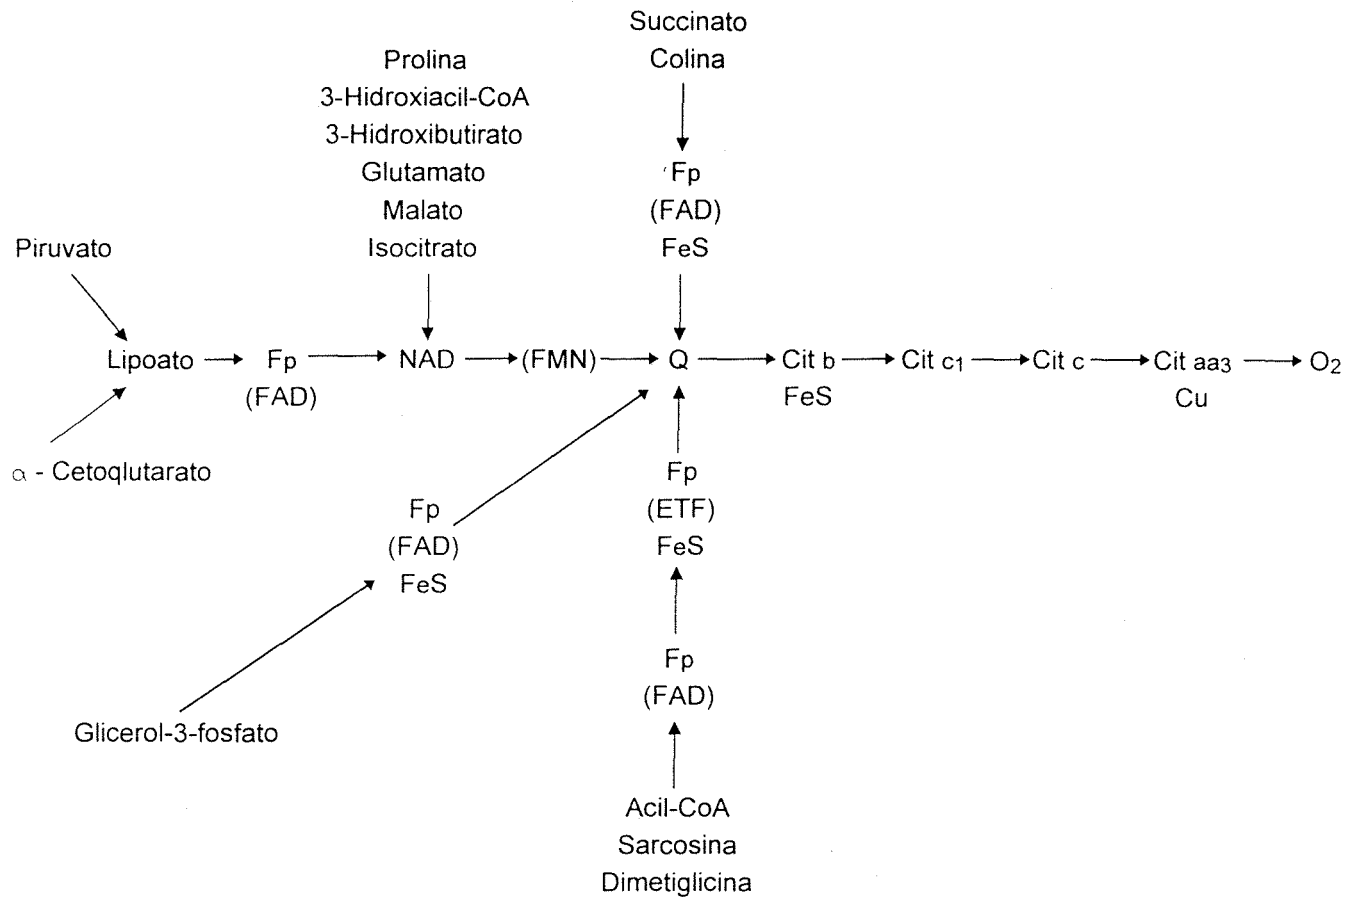 Succinato
Colina
Prolina
3-Hidroxiacil-CoA
3-Hidroxibutirato
Glutamato
Malato
Isocitrato
Fp
(FAD)
FeS
Piruvato
Lipoato
Fp
(FAD)
NAD
(FMN)
Q
Cit b
FeS
Cit c1
Cit c
Cit aa3
Cu
O2
α - Cetoqlutarato
Fp
(FAD)
FeS
Fp
(ETF)
FeS
Fp
(FAD)
Glicerol-3-fosfato
Acil-CoA
Sarcosina
Dimetiglicina